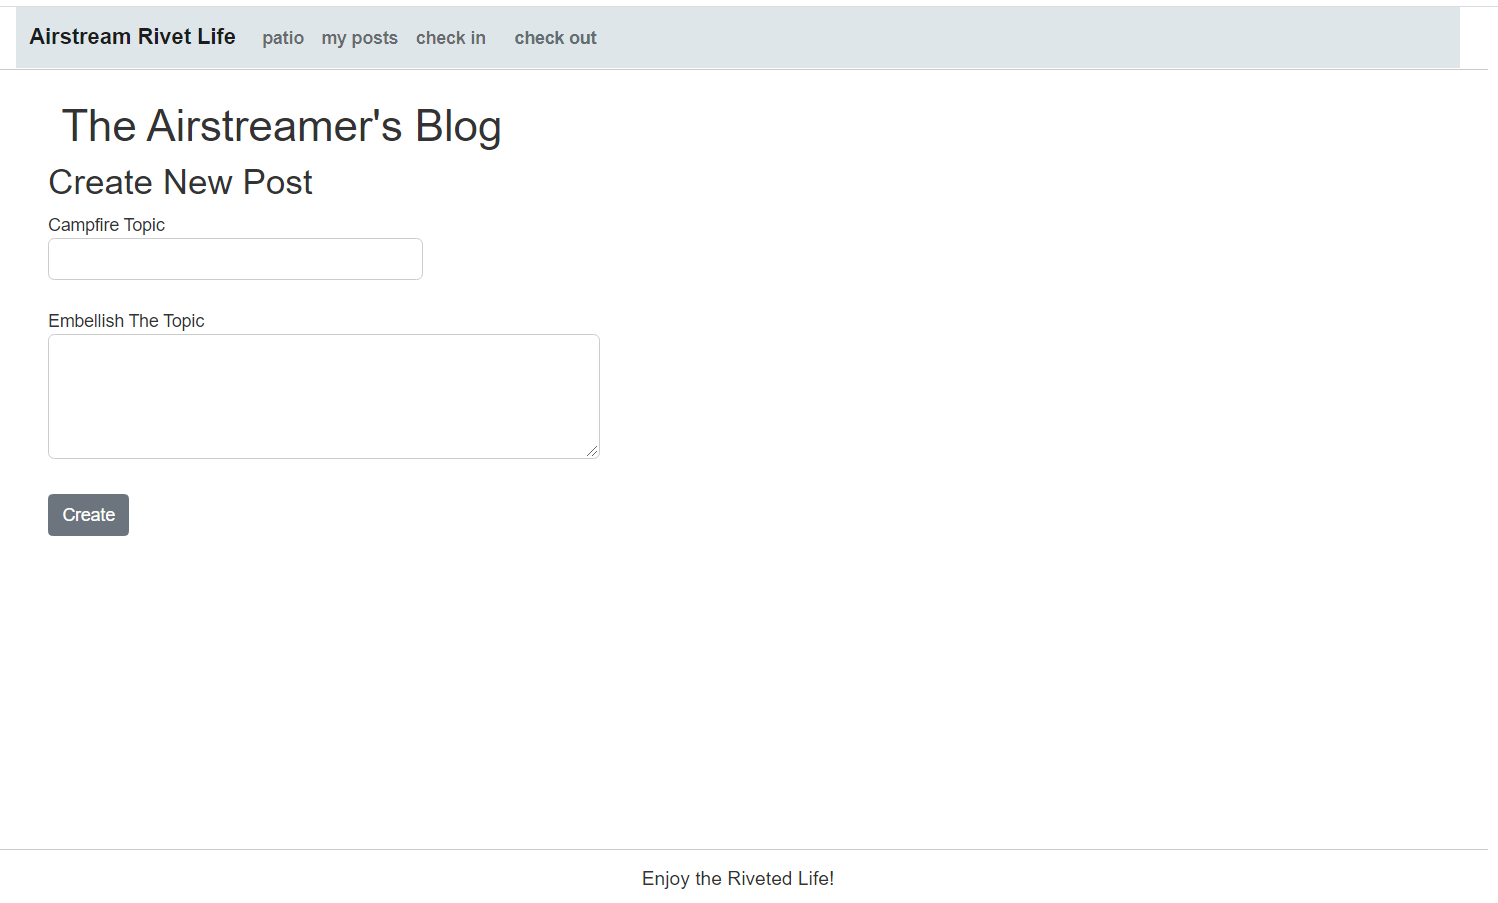 Airstream Rivet Life patio my posts check in check out
The Airstreamer's Blog
Create New Post
Campfire Topic
Embellish The Topic
Create
Enjoy the Riveted Life!